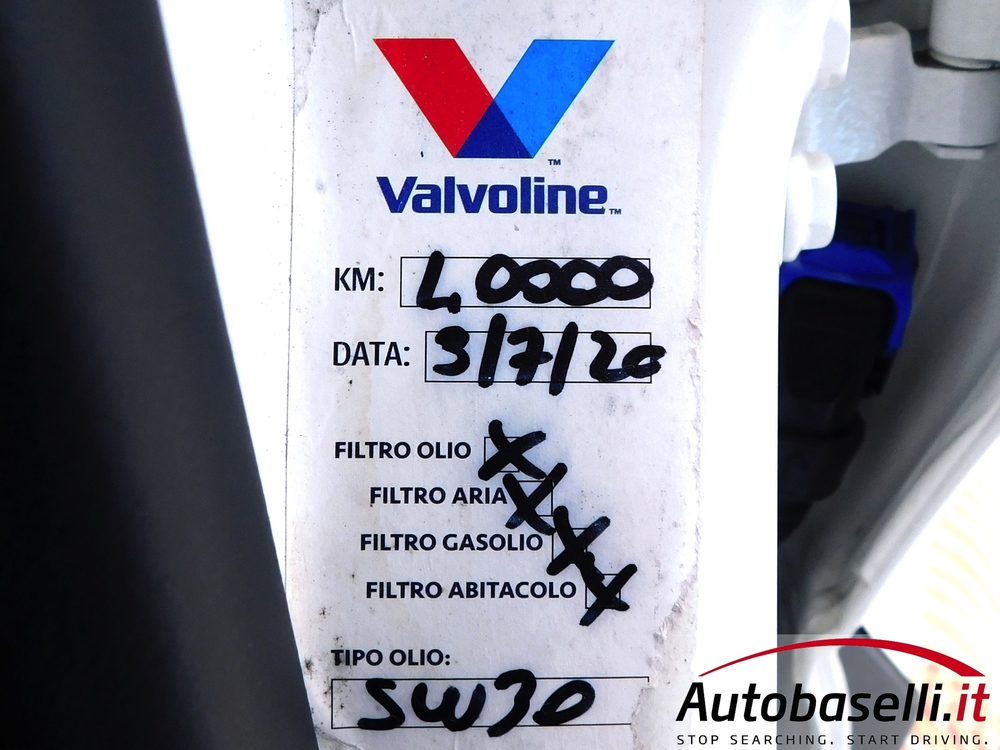 Valvoline™
KM: 40000
DATA: 3/7/20
FILTRO OLIO X
FILTRO ARIA X
FILTRO GASOLIO X
FILTRO ABITACOLO X
TIPO OLIO:
5W30
Autobaselli.it
STOP SEARCHING. START DRIVING.